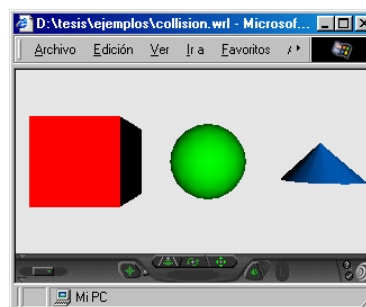 D:\tesis\ejemplos\collision.wrl - Microsof...
Archivo Edición Ver Ir a Favoritos
Mi PC